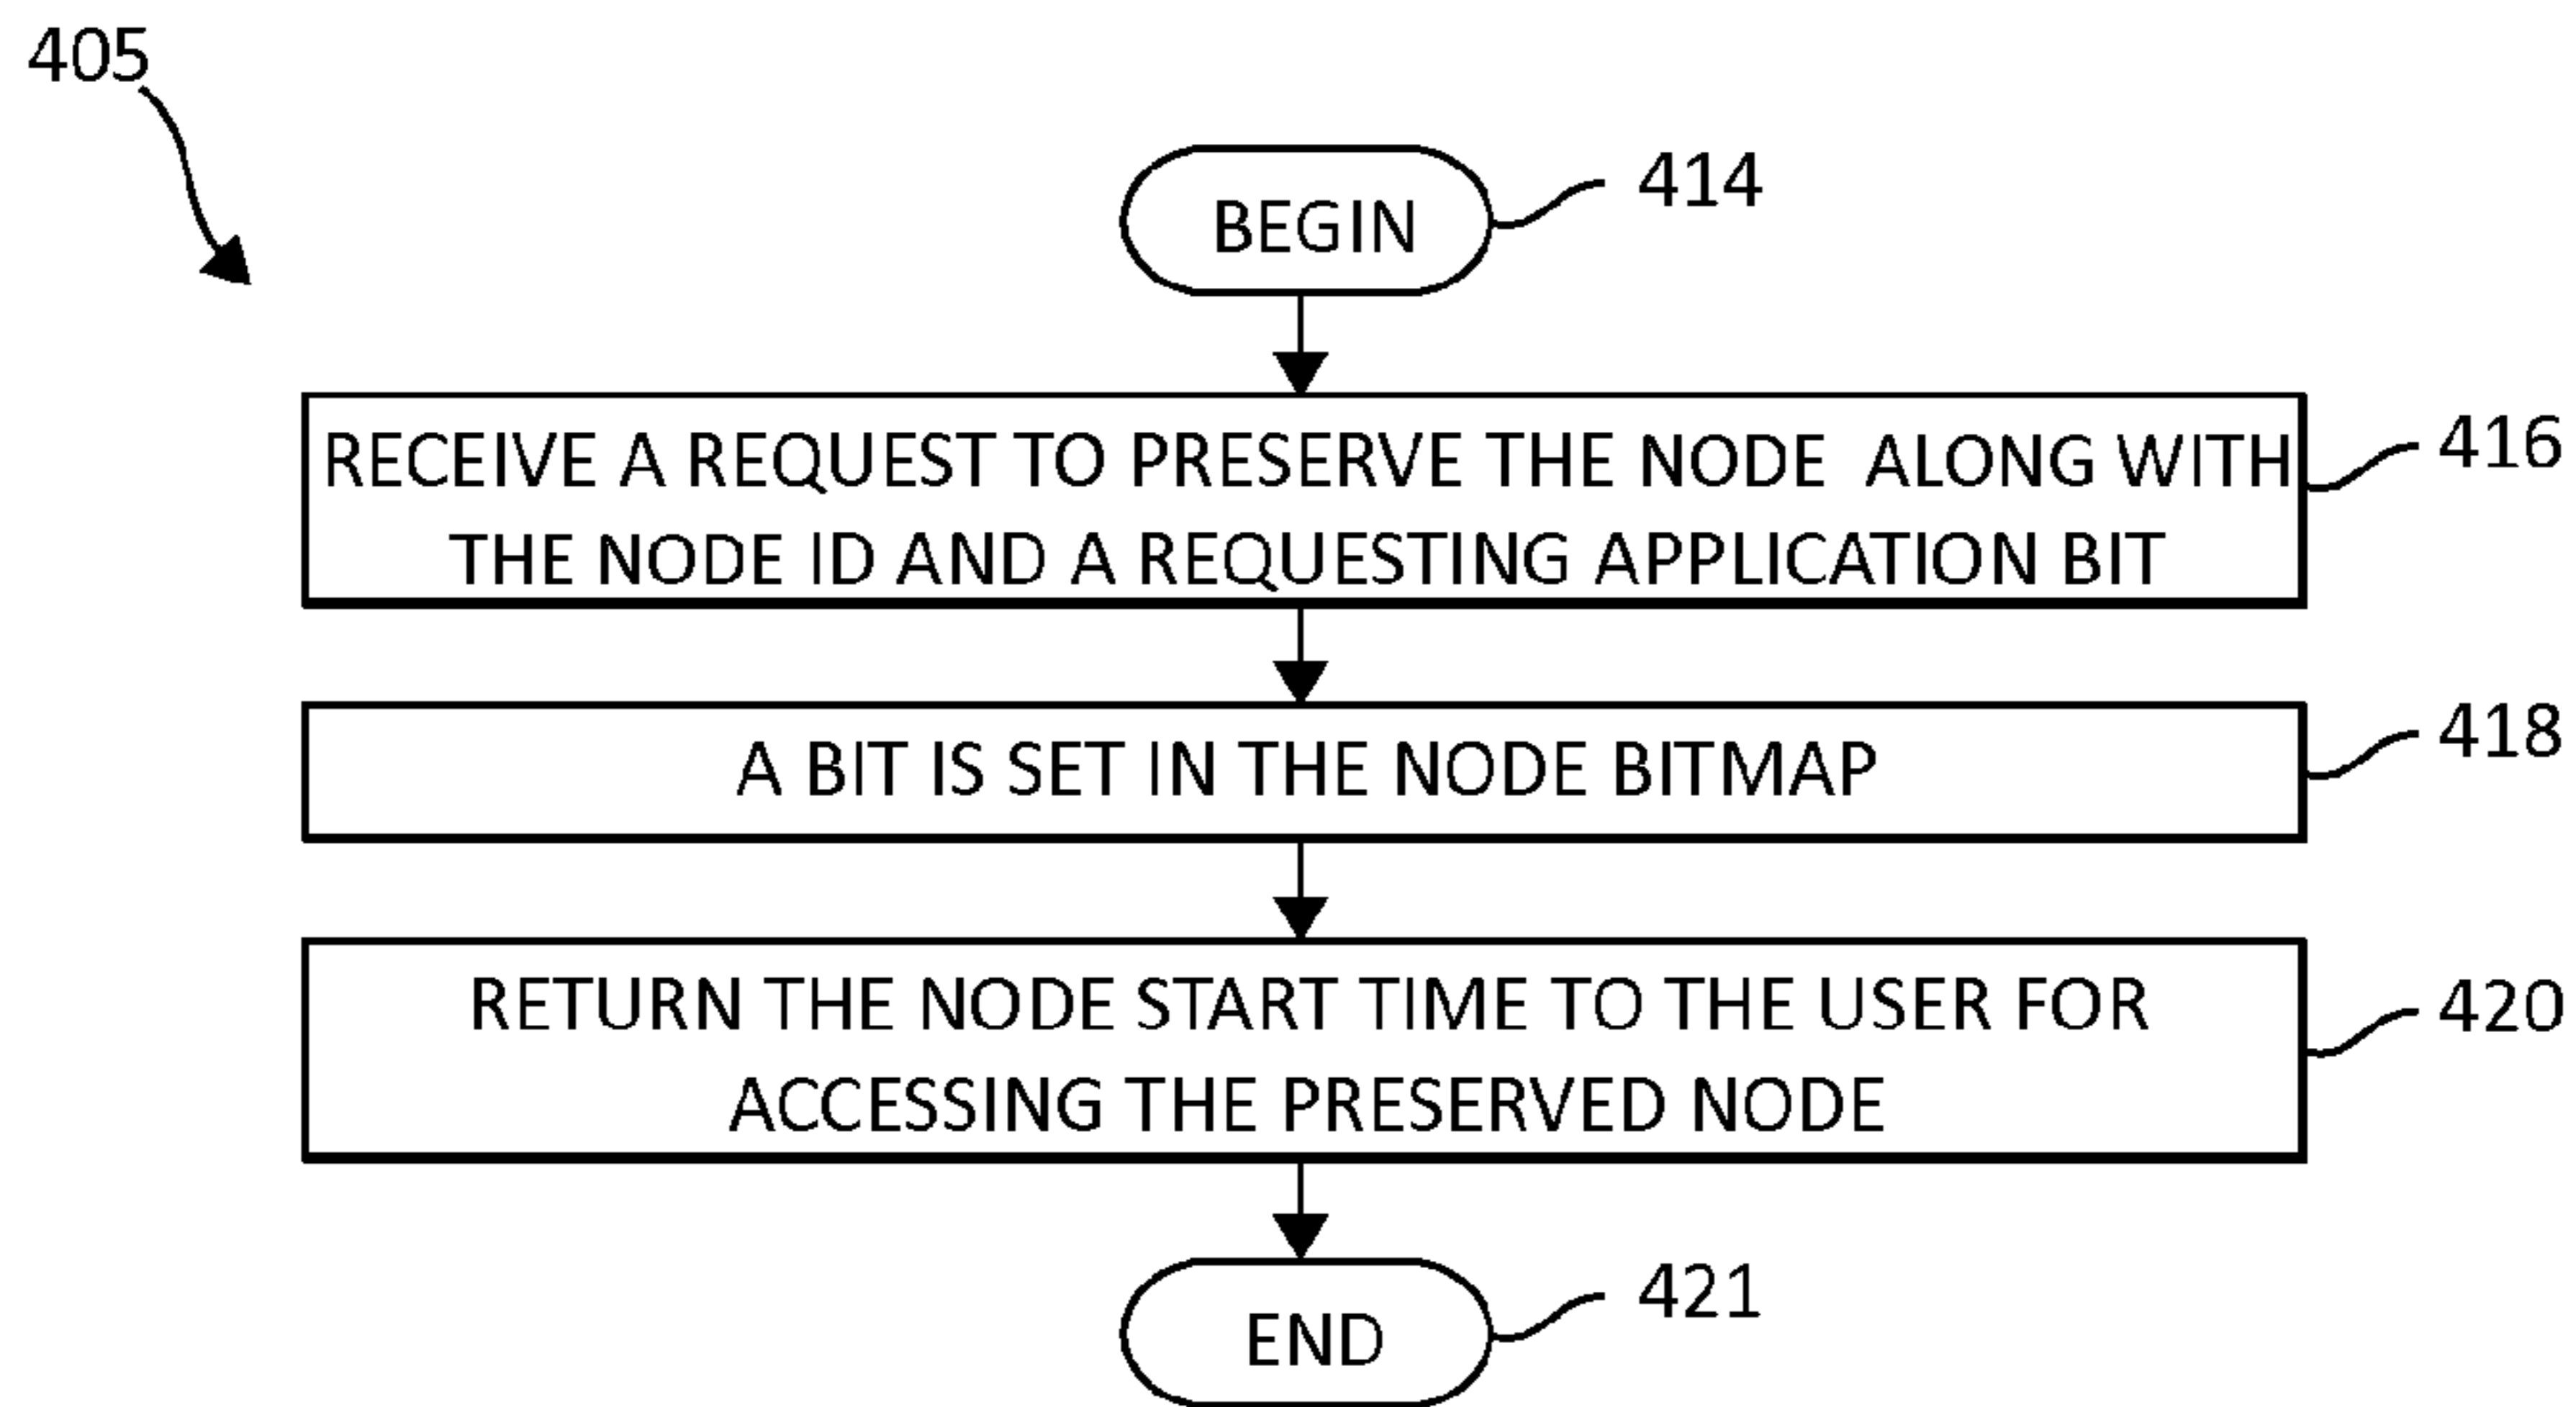 405
BEGIN
414
RECEIVE A REQUEST TO PRESERVE THE NODE ALONG WITH
THE NODE ID AND A REQUESTING APPLICATION BIT
416
A BIT IS SET IN THE NODE BITMAP
418
RETURN THE NODE START TIME TO THE USER FOR
ACCESSING THE PRESERVED NODE
420
END
421